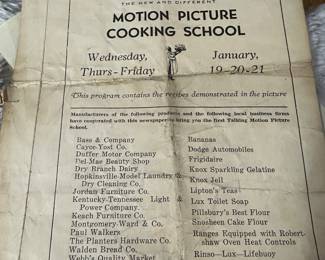 THE NEW AND DIFFERENT
MOTION PICTURE
COOKING SCHOOL
Wednesday, January,
Thurs-Friday 19-20-21
This program contains the recipes demonstrated in the picture
Manufacturers of the following products and the following local business firms
have cooperated with this newspaper in bringing you the first Talking Motion Picture
School.
Bass & Company
Cayce-Yost Co.
Duffer Motor Company
Del-Mae Beauty Shop
Dry Branch Dairy
Hopkinsville-Model Laundry &
Dry Cleaning Co.
Jordan Furniture Co.
Kentucky-Tennessee Light &
Power Company.
Keach Furniture Co.
Montgomery-Ward & Co.
Paul Walkers
The Planters Hardware Co.
Walden Bread Co.
Webb's Quality Market
Bananas
Dodge Automobiles
Frigidaire
Knox Sparkling Gelatine
Knox Jell
Lipton's Teas
Lux Toilet Soap
Pillsbury's Best Flour
Snosheen Cake Flour
Ranges Equipped with Robert-
shaw Oven Heat Controls
Rinso—Lux—Lifebuoy